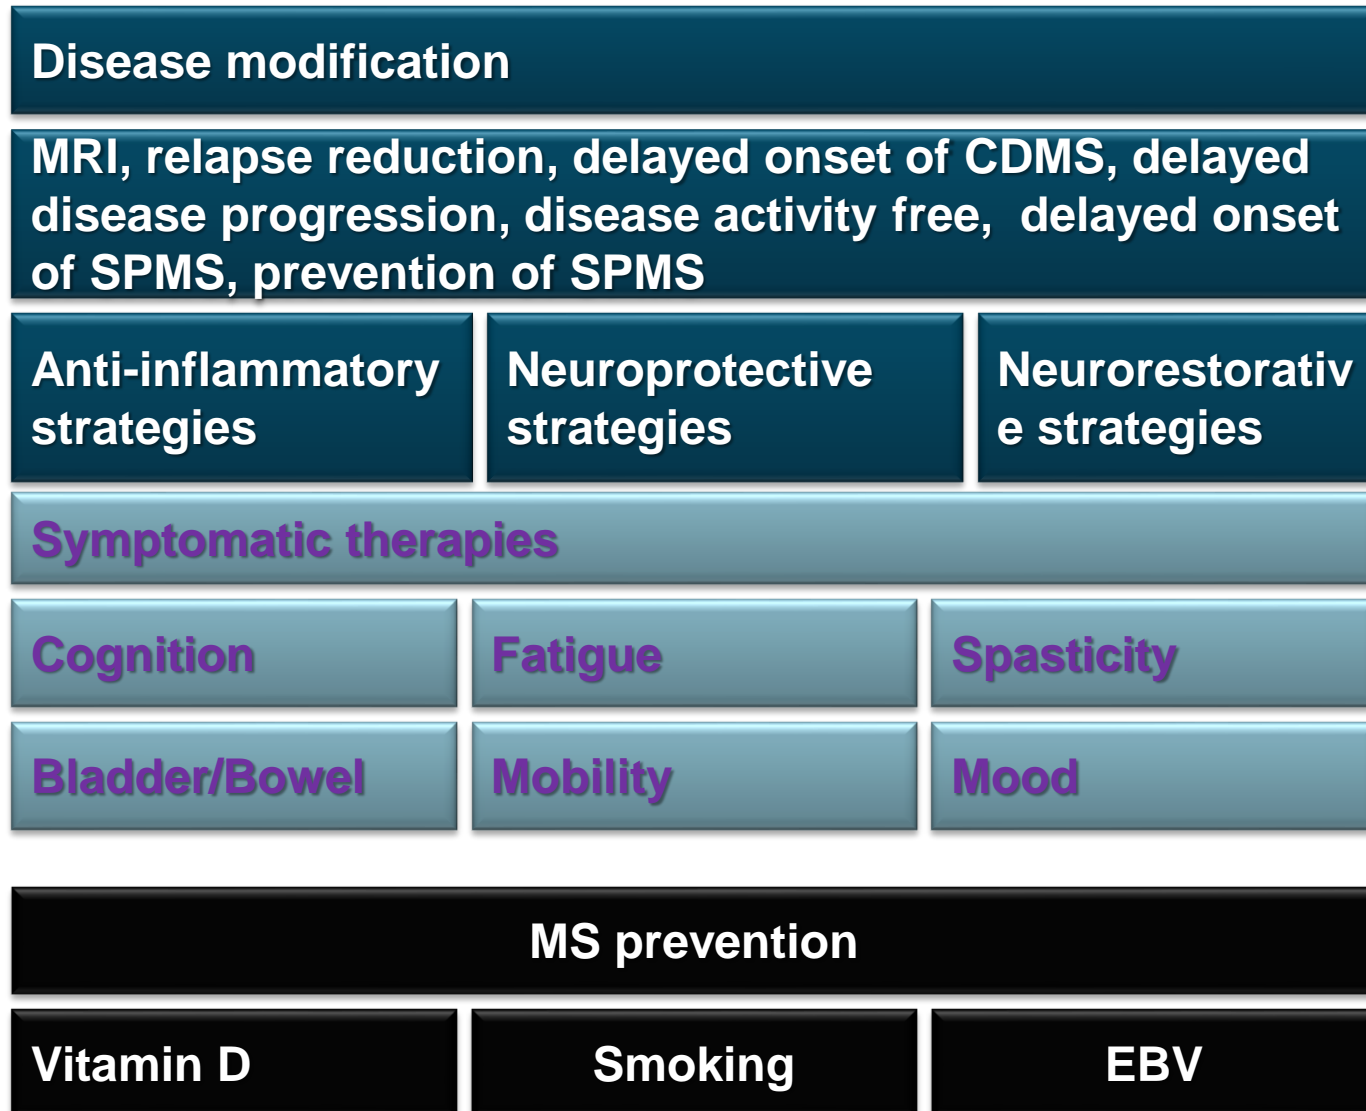 Disease modification
MRI, relapse reduction, delayed onset of CDMS, delayed
disease progression, disease activity free,  delayed onset
of SPMS, prevention of SPMS
Anti-inflammatory
strategies
Neuroprotective
strategies
Neurorestorativ
e strategies
Symptomatic therapies
Cognition
Fatigue
Spasticity
Bladder/Bowel
Mobility
Mood
MS prevention
Vitamin D
Smoking
EBV